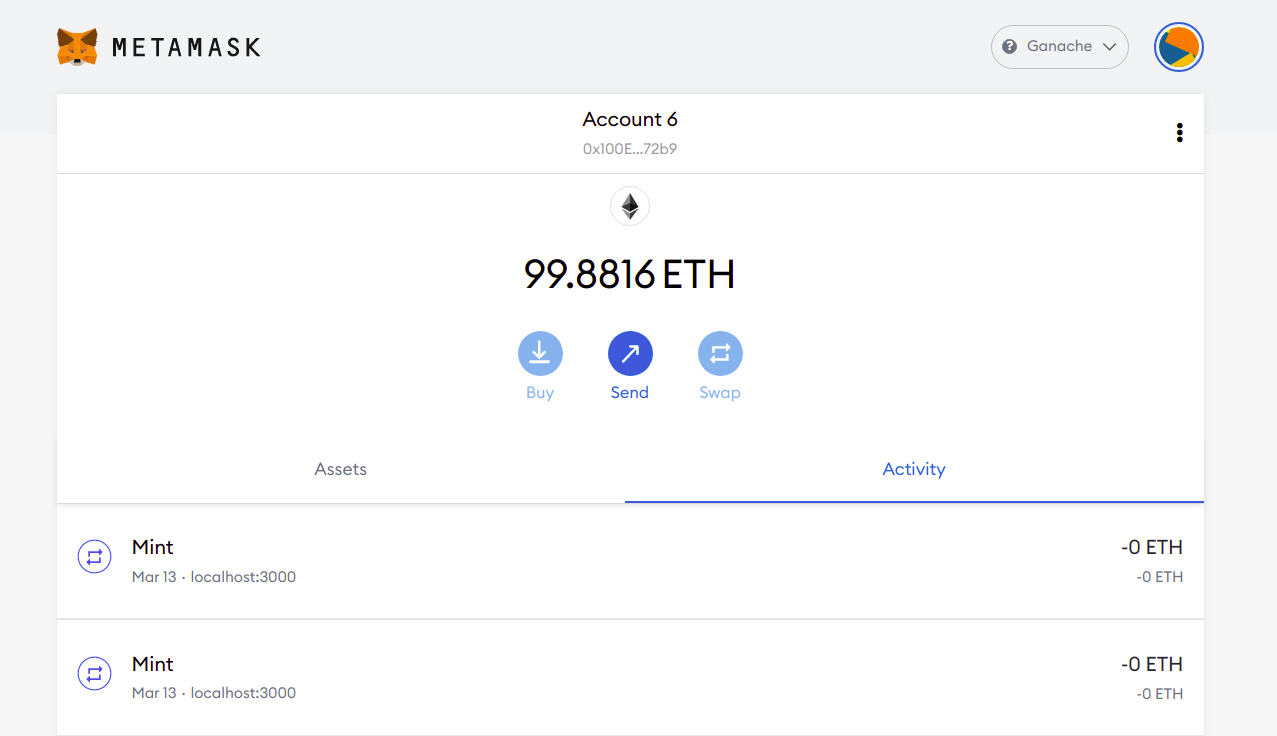 METAMASK
? Ganache
Account 6
0x100E...72b9
99.8816 ETH
Buy
Send
Swap
Assets
Activity
Mint
-0 ETH
Mar 13 · localhost:3000
-0 ETH
Mint
-0 ETH
Mar 13 · localhost:3000
-0 ETH